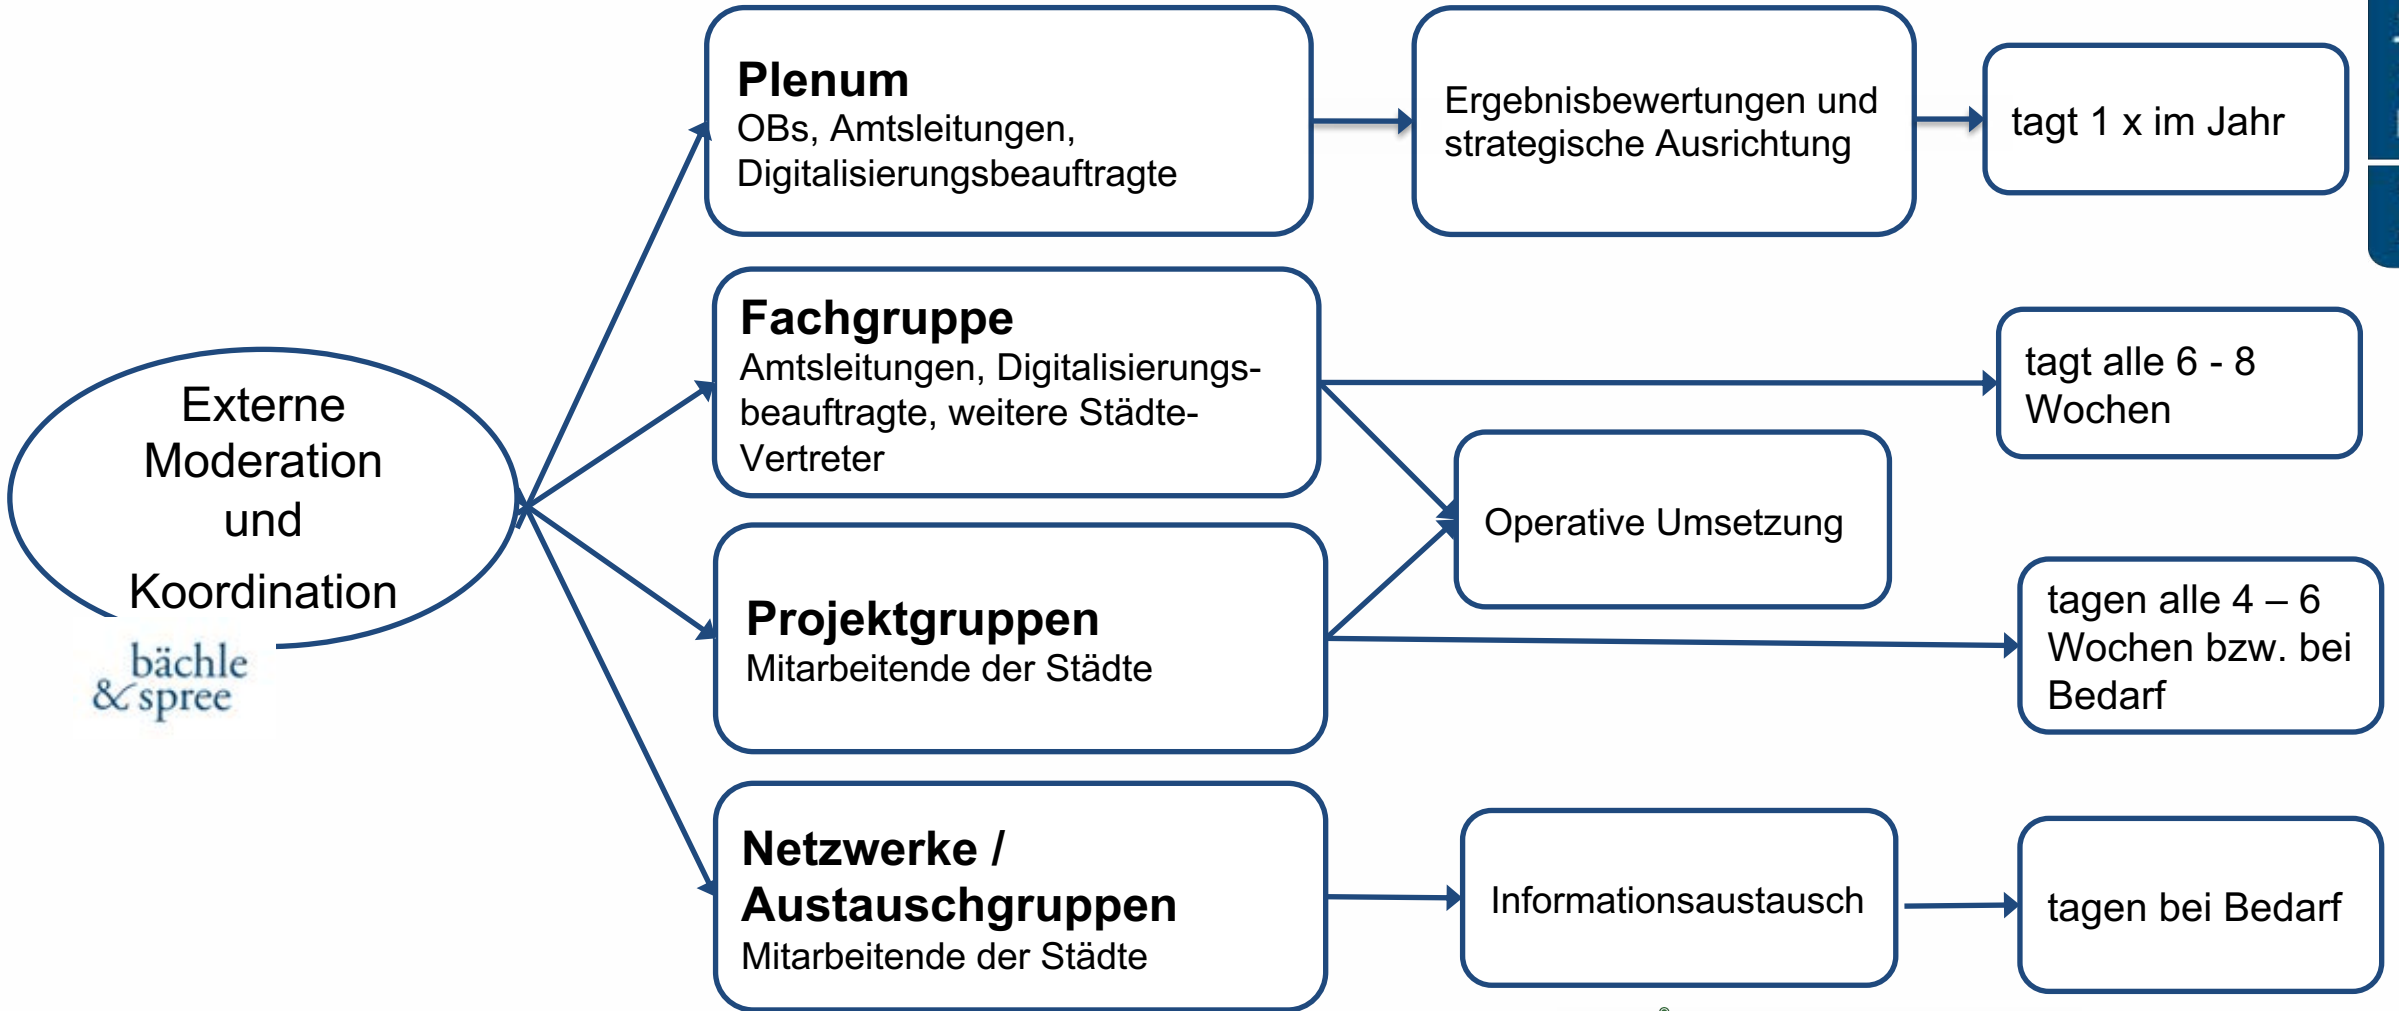 Externe
Moderation
und
Koordination
bächle
& spree
Plenum
OBs, Amtsleitungen,
Digitalisierungsbeauftragte
Ergebnisbewertungen und
strategische Ausrichtung
tagt 1 x im Jahr
Fachgruppe
Amtsleitungen, Digitalisierungs-
beauftragte, weitere Städte-
Vertreter
tagt alle 6 - 8
Wochen
Operative Umsetzung
Projektgruppen
Mitarbeitende der Städte
tagen alle 4 – 6
Wochen bzw. bei
Bedarf
Netzwerke /
Austauschgruppen
Mitarbeitende der Städte
Informationsaustausch
tagen bei Bedarf
®